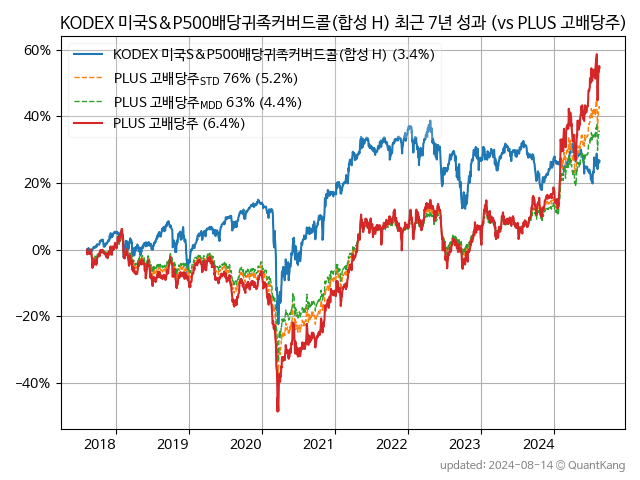 KODEX 미국S&P500배당귀족커버드콜(합성 H) 최근 7년 성과 (vs PLUS 고배당주)
KODEX 미국S&P500배당귀족커버드콜(합성 H) (3.4%)
PLUS 고배당주STD 76% (5.2%)
PLUS 고배당주MDD 63% (4.4%)
PLUS 고배당주 (6.4%)
60%
40%
20%
0%
−20%
−40%
2018 2019 2020 2021 2022 2023 2024
updated: 2024-08-14 © QuantKang